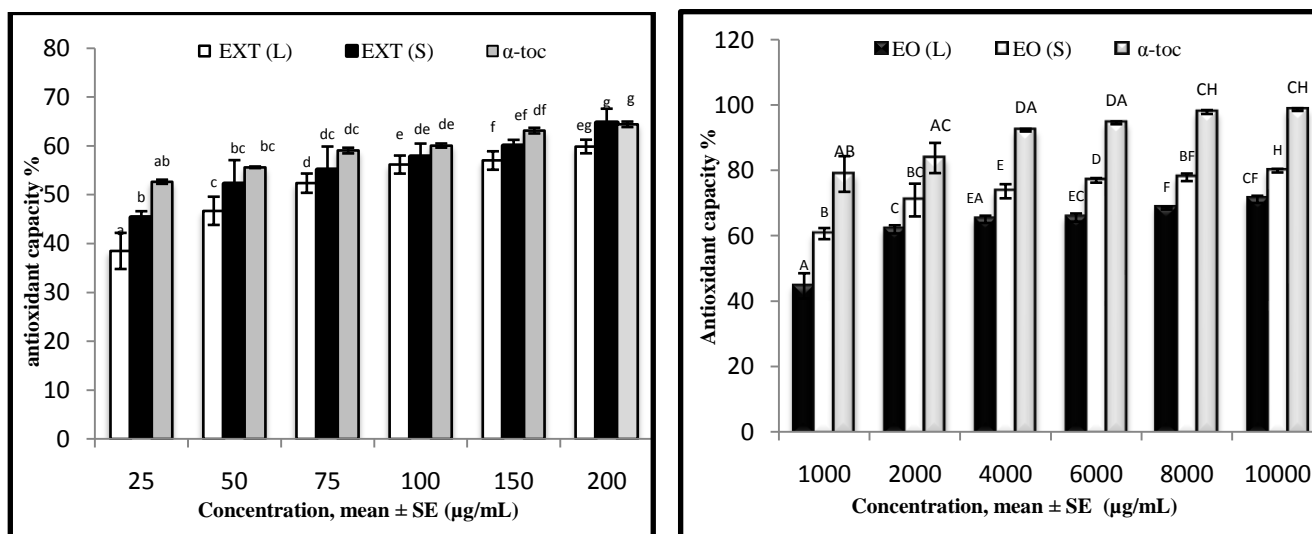 EXT (L) EXT (S) α-toc
80
70
60
50
40
30
20
10
0
antioxidant capacity %
a b ab
c bc bc
d dc dc
e de de
f ef df
eg g g
25 50 75 100 150 200
Concentration, mean ± SE (µg/mL)
EO (L) EO (S) α-toc
120
100
80
60
40
20
0
Antioxidant capacity %
A B AB
C BC AC
EA E DA
EC D DA
F BF CH
CF H CH
1000 2000 4000 6000 8000 10000
Concentration, mean ± SE (µg/mL)